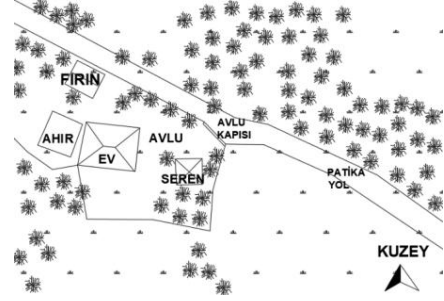 FIRIN
AVLU
KAPISI
AHIR
AVLU
EV
SEREN
PATİKA
YOL
KUZEY